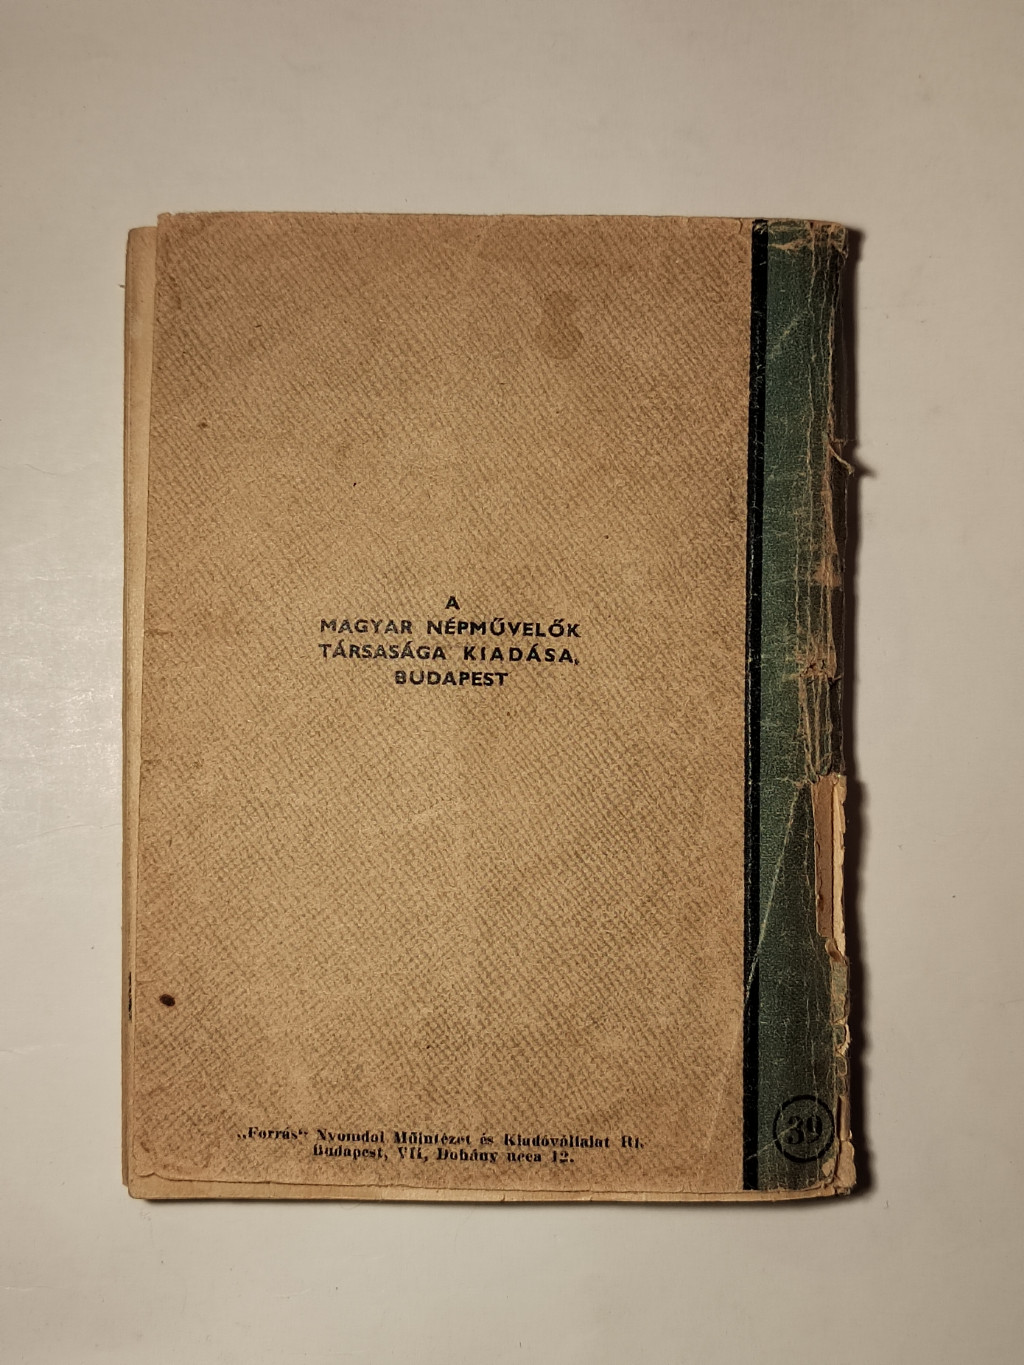 A
MAGYAR NÉPMŰVELŐK
TÁRSASÁGA KIADÁSA,
BUDAPEST
„Forrás“ Nyomdai Műintézet és Kiadóvállalat Rt.
Budapest, VII, Dohány ucca 12.
39